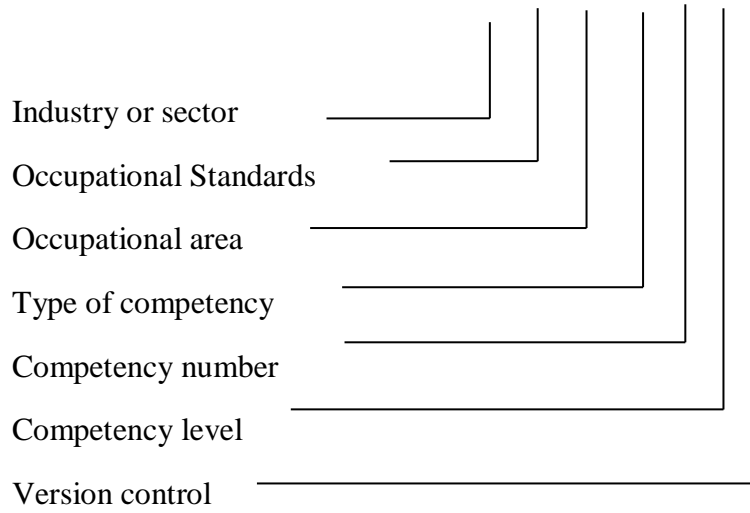 Industry or sector
Occupational Standards
Occupational area
Type of competency
Competency number
Competency level
Version control